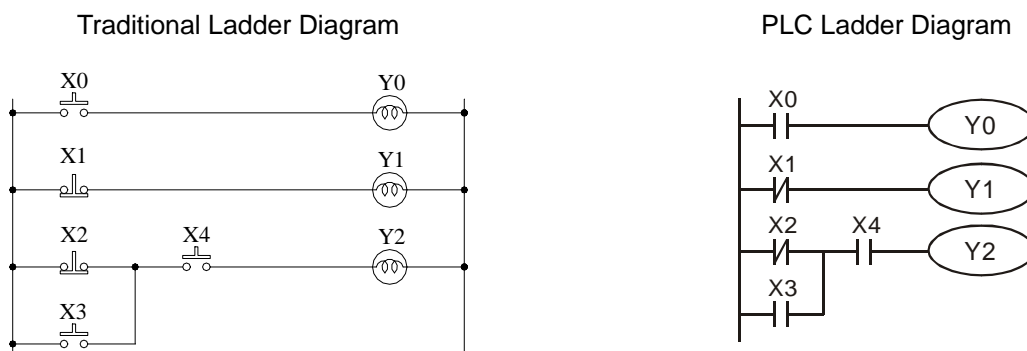 Traditional Ladder Diagram
X0
Y0
X1
Y1
X2
X4
Y2
X3
PLC Ladder Diagram
X0
Y0
X1
Y1
X2
X4
Y2
X3